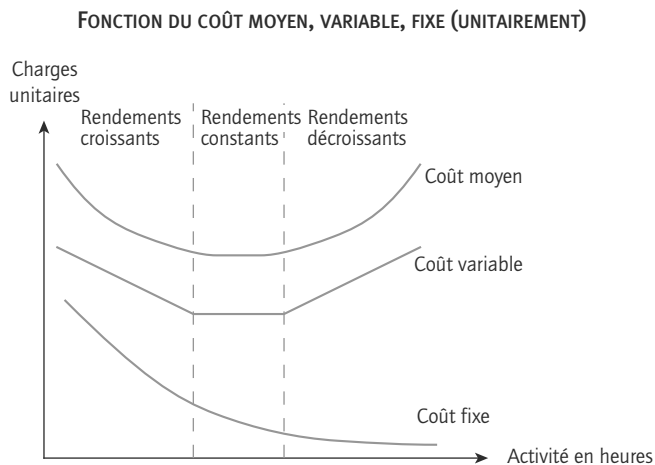 FONCTION DU COÛT MOYEN, VARIABLE, FIXE (UNITAIREMENT)
Charges
unitaires
Rendements
croissants
Rendements
constants
Rendements
décroissants
Coût moyen
Coût variable
Coût fixe
Activité en heures